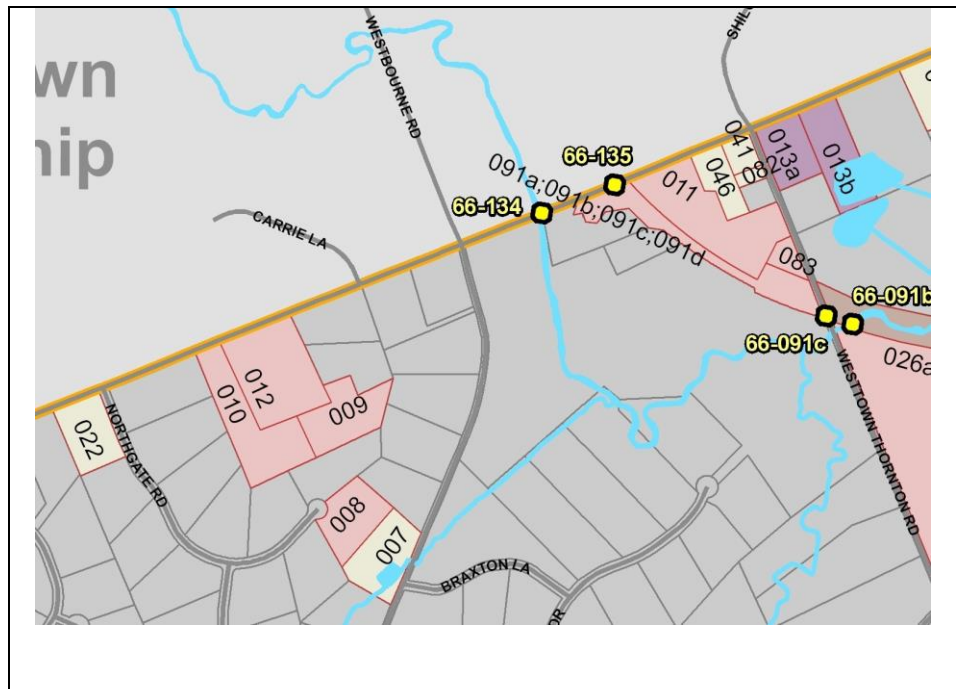 wn
hip
WESTBOURNE RD
SHIL
66-135
091a;091b;091c;091d
011
046
041
082
013a
013b
66-134
CARRIE LA
083
66-091b
66-091c
026a
WESTTOWN THORNTON RD
012
010
009
022
NORTHGATE RD
008
007
BRAXTON LA
OR